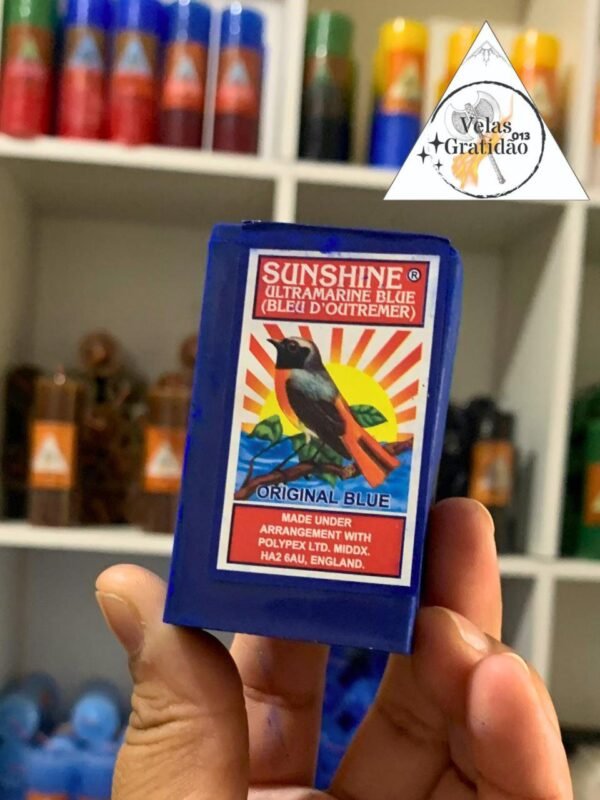 Velas
Gratidão
013
SUNSHINE®
ULTRAMARINE BLUE
(BLEU D'OUTREMER)
ORIGINAL BLUE
MADE UNDER
ARRANGEMENT WITH
POLYPEX LTD. MIDDX.
HA2 6AU, ENGLAND.